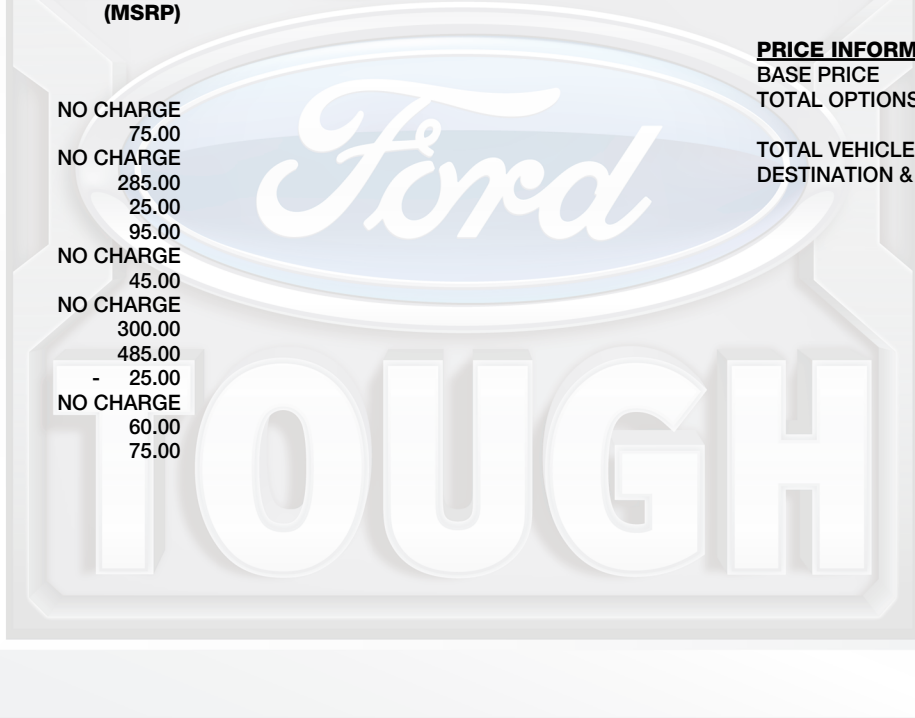 (MSRP)
NO CHARGE
75.00
NO CHARGE
285.00
25.00
95.00
NO CHARGE
45.00
NO CHARGE
300.00
485.00
- 25.00
NO CHARGE
60.00
75.00
PRICE INFORM
BASE PRICE
TOTAL OPTIONS
TOTAL VEHICLE
DESTINATION &
Ford
TOUGH